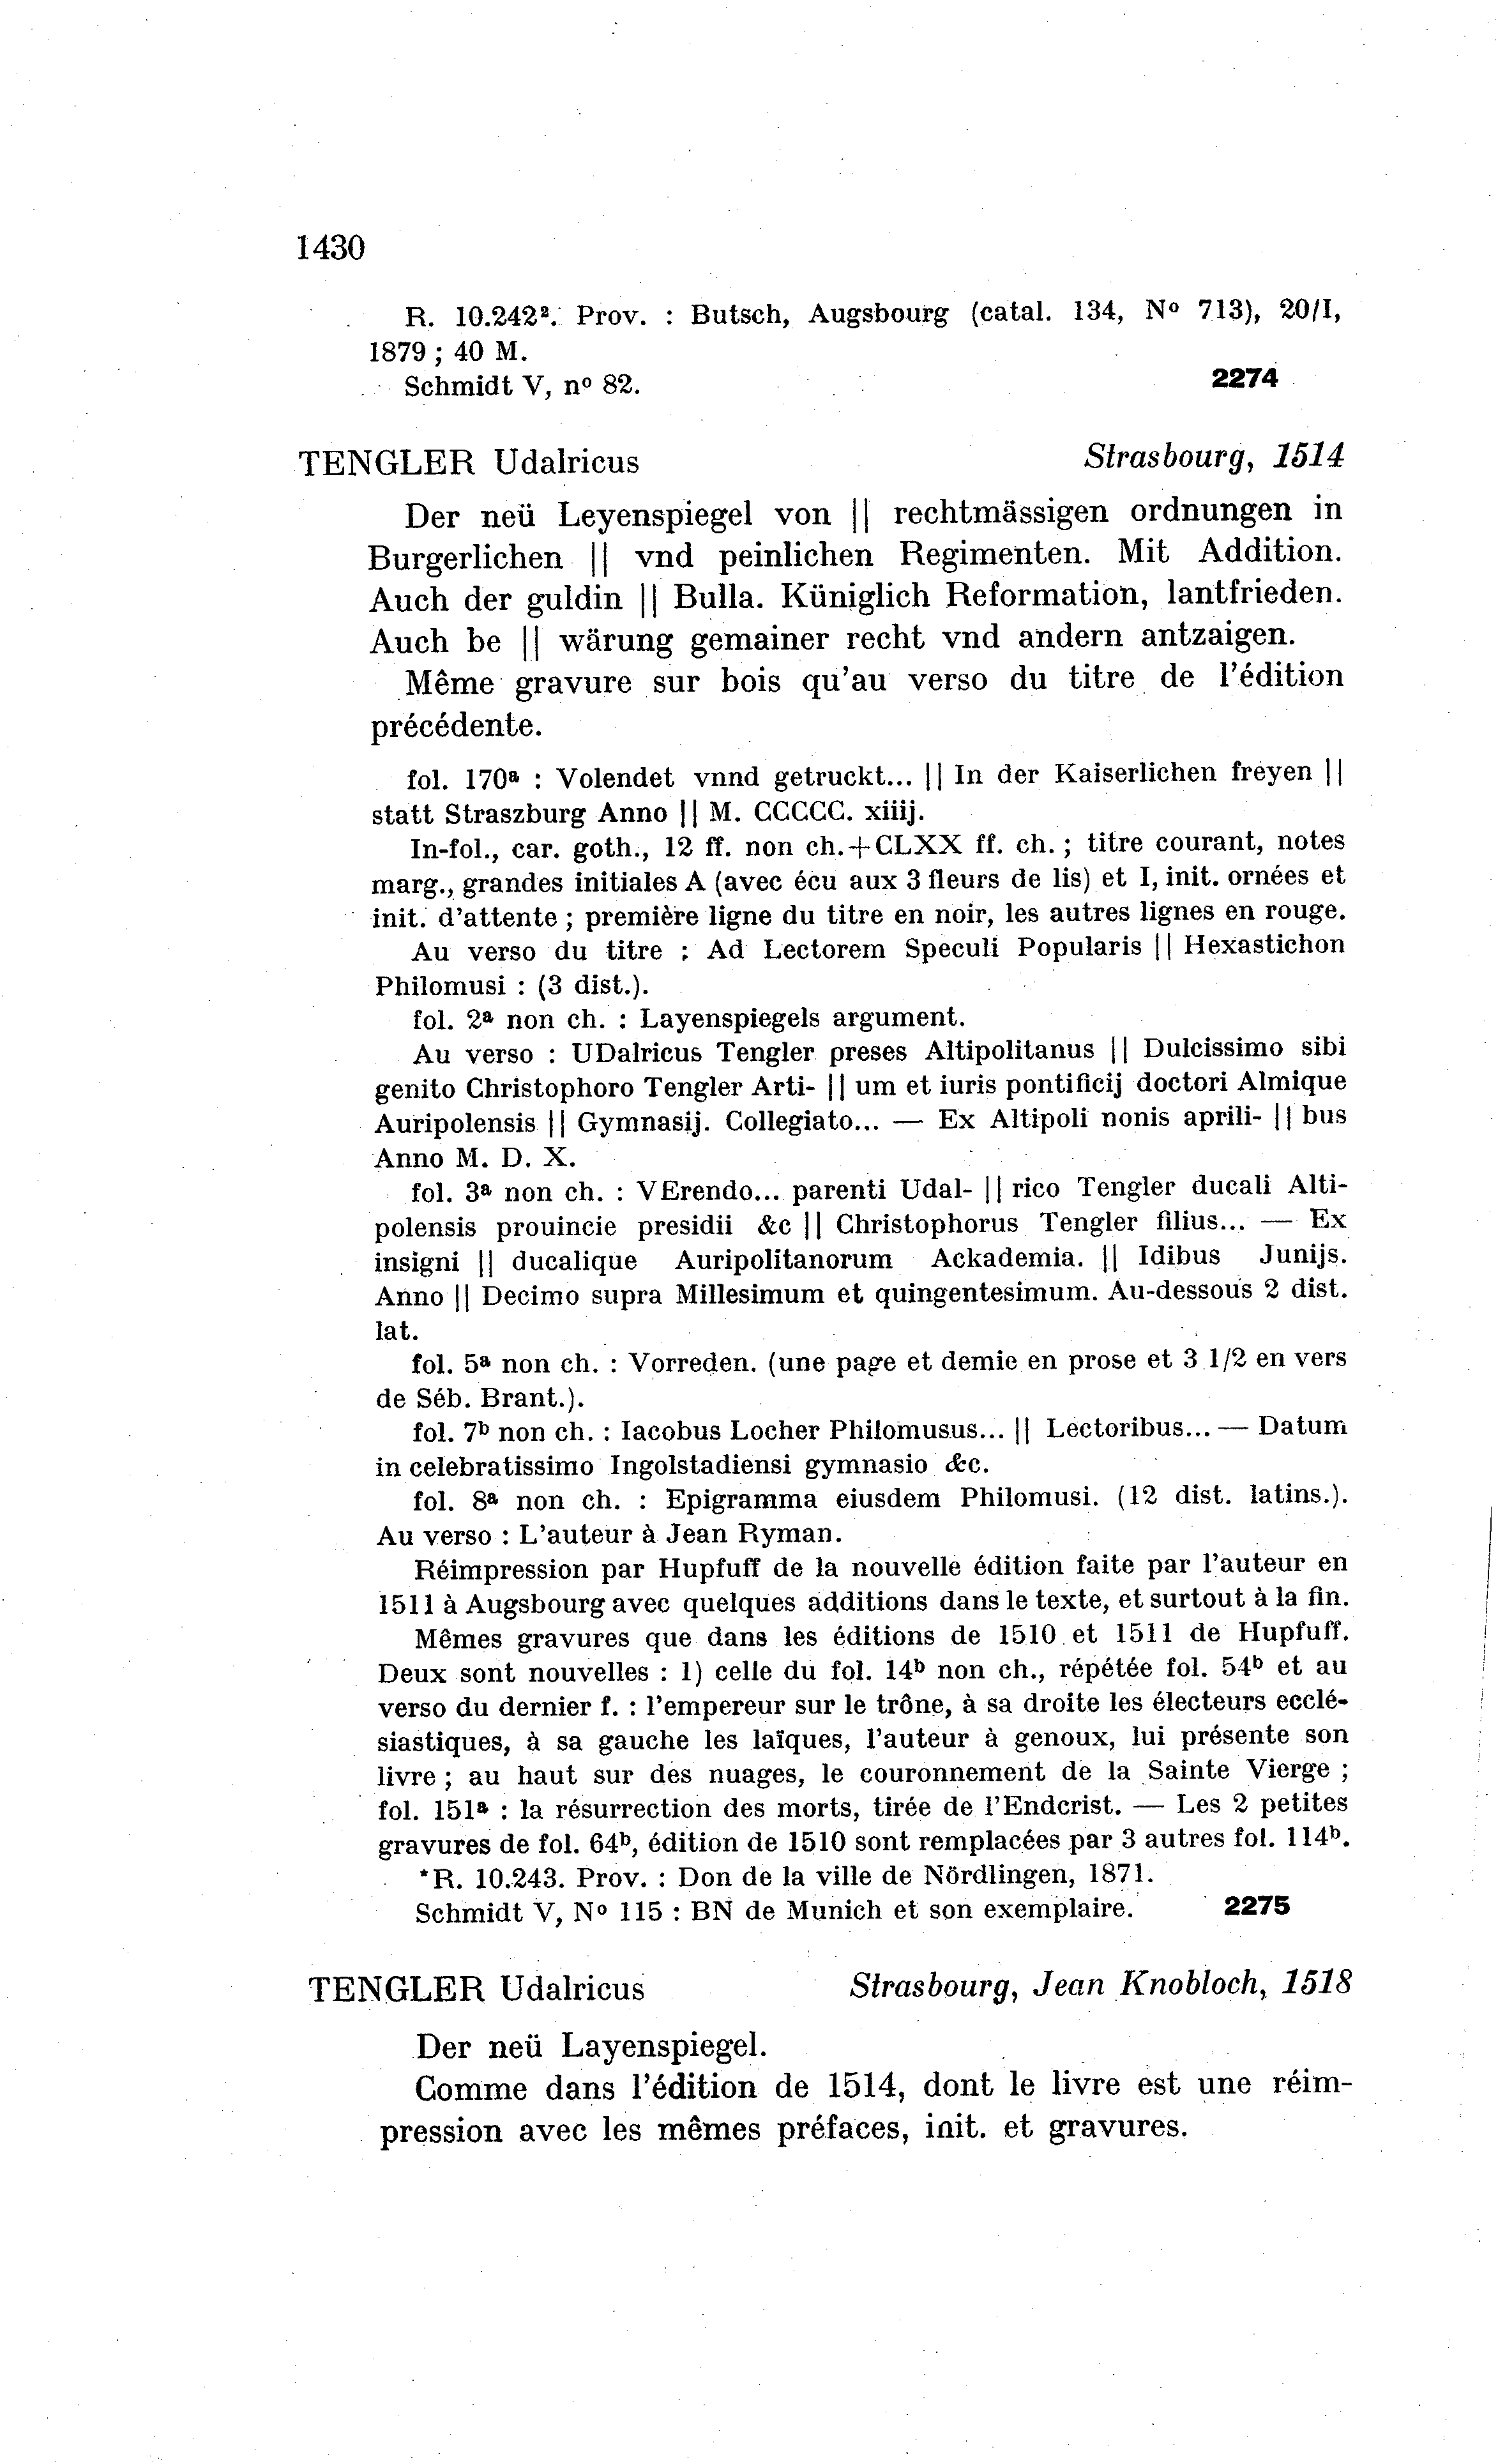 1430
R. 10.242². Prov. : Butsch, Augsbourg (catal. 134, Nº 713), 20/I,
1879 ; 40 M.
Schmidt V, nº 82. 2274
TENGLER Udalricus Strasbourg, 1514
Der neü Leyenspiegel von || rechtmässigen ordnungen in
Burgerlichen || vnd peinlichen Regimenten. Mit Addition.
Auch der guldin || Bulla. Küniglich Reformation, lantfrieden.
Auch be || wärung gemainer recht vnd andern antzaigen.
Même gravure sur bois qu'au verso du titre de l'édition
précédente.
fol. 170ª : Volendet vnnd getruckt... || In der Kaiserlichen freyen ||
statt Straszburg Anno || M. CCCCC. xiiij.
In-fol., car. goth., 12 ff. non ch.+CLXX ff. ch. ; titre courant, notes
marg., grandes initiales A (avec écu aux 3 fleurs de lis) et I, init. ornées et
init. d'attente ; première ligne du titre en noir, les autres lignes en rouge.
Au verso du titre : Ad Lectorem Speculi Popularis || Hexastichon
Philomusi : (3 dist.).
fol. 2ª non ch. : Layenspiegels argument.
Au verso : UDalricus Tengler preses Altipolitanus || Dulcissimo sibi
genito Christophoro Tengler Arti- || um et iuris pontificij doctori Almique
Auripolensis || Gymnasij. Collegiato... — Ex Altipoli nonis aprili- || bus
Anno M. D. X.
fol. 3ª non ch. : VErendo... parenti Udal- || rico Tengler ducali Alti-
polensis prouincie presidii &c || Christophorus Tengler filius... — Ex
insigni || ducalique Auripolitanorum Ackademia. || Idibus Junijs.
Anno || Decimo supra Millesimum et quingentesimum. Au-dessous 2 dist.
lat.
fol. 5ª non ch. : Vorreden. (une page et demie en prose et 3 1/2 en vers
de Séb. Brant.).
fol. 7ᵇ non ch. : Iacobus Locher Philomusus... || Lectoribus... — Datum
in celebratissimo Ingolstadiensi gymnasio &c.
fol. 8ª non ch. : Epigramma eiusdem Philomusi. (12 dist. latins.).
Au verso : L'auteur à Jean Ryman.
Réimpression par Hupfuff de la nouvelle édition faite par l'auteur en
1511 à Augsbourg avec quelques additions dans le texte, et surtout à la fin.
Mêmes gravures que dans les éditions de 1510 et 1511 de Hupfuff.
Deux sont nouvelles : 1) celle du fol. 14ᵇ non ch., répétée fol. 54ᵇ et au
verso du dernier f. : l'empereur sur le trône, à sa droite les électeurs ecclé-
siastiques, à sa gauche les laïques, l'auteur à genoux, lui présente son
livre ; au haut sur des nuages, le couronnement de la Sainte Vierge ;
fol. 151ª : la résurrection des morts, tirée de l'Endcrist. — Les 2 petites
gravures de fol. 64ᵇ, édition de 1510 sont remplacées par 3 autres fol. 114ᵇ.
*R. 10.243. Prov. : Don de la ville de Nördlingen, 1871.
Schmidt V, Nº 115 : BN de Munich et son exemplaire. 2275
TENGLER Udalricus Strasbourg, Jean Knobloch, 1518
Der neü Layenspiegel.
Comme dans l'édition de 1514, dont le livre est une réim-
pression avec les mêmes préfaces, init. et gravures.